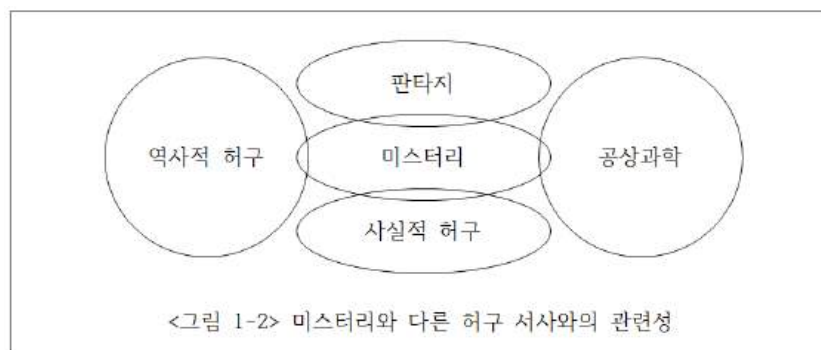 판타지
역사적 허구
미스터리
공상과학
사실적 허구
<그림 1-2> 미스터리와 다른 허구 서사와의 관련성